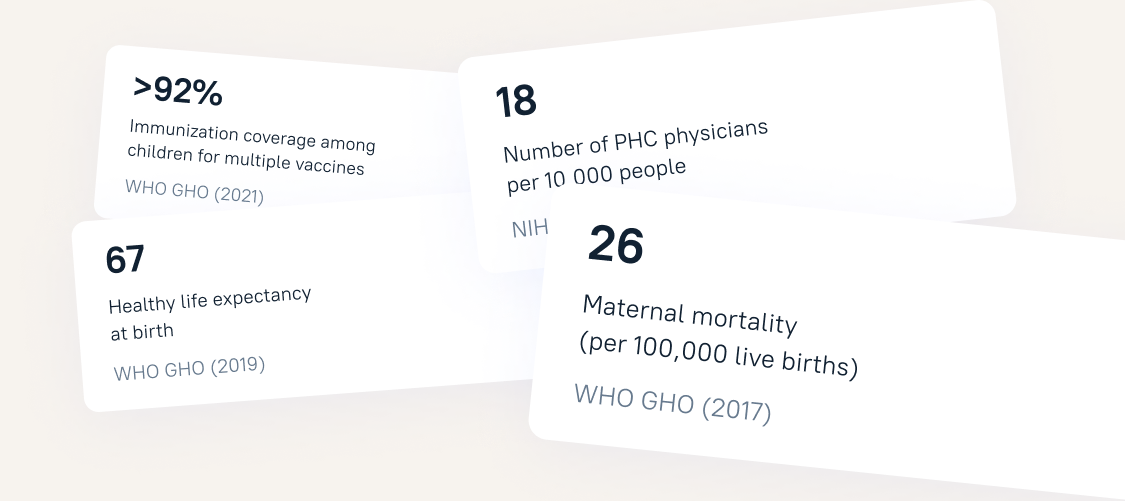 >92%
Immunization coverage among
children for multiple vaccines
WHO GHO (2021)
18
Number of PHC physicians
per 10 000 people
NIH
67
Healthy life expectancy
at birth
WHO GHO (2019)
26
Maternal mortality
(per 100,000 live births)
WHO GHO (2017)